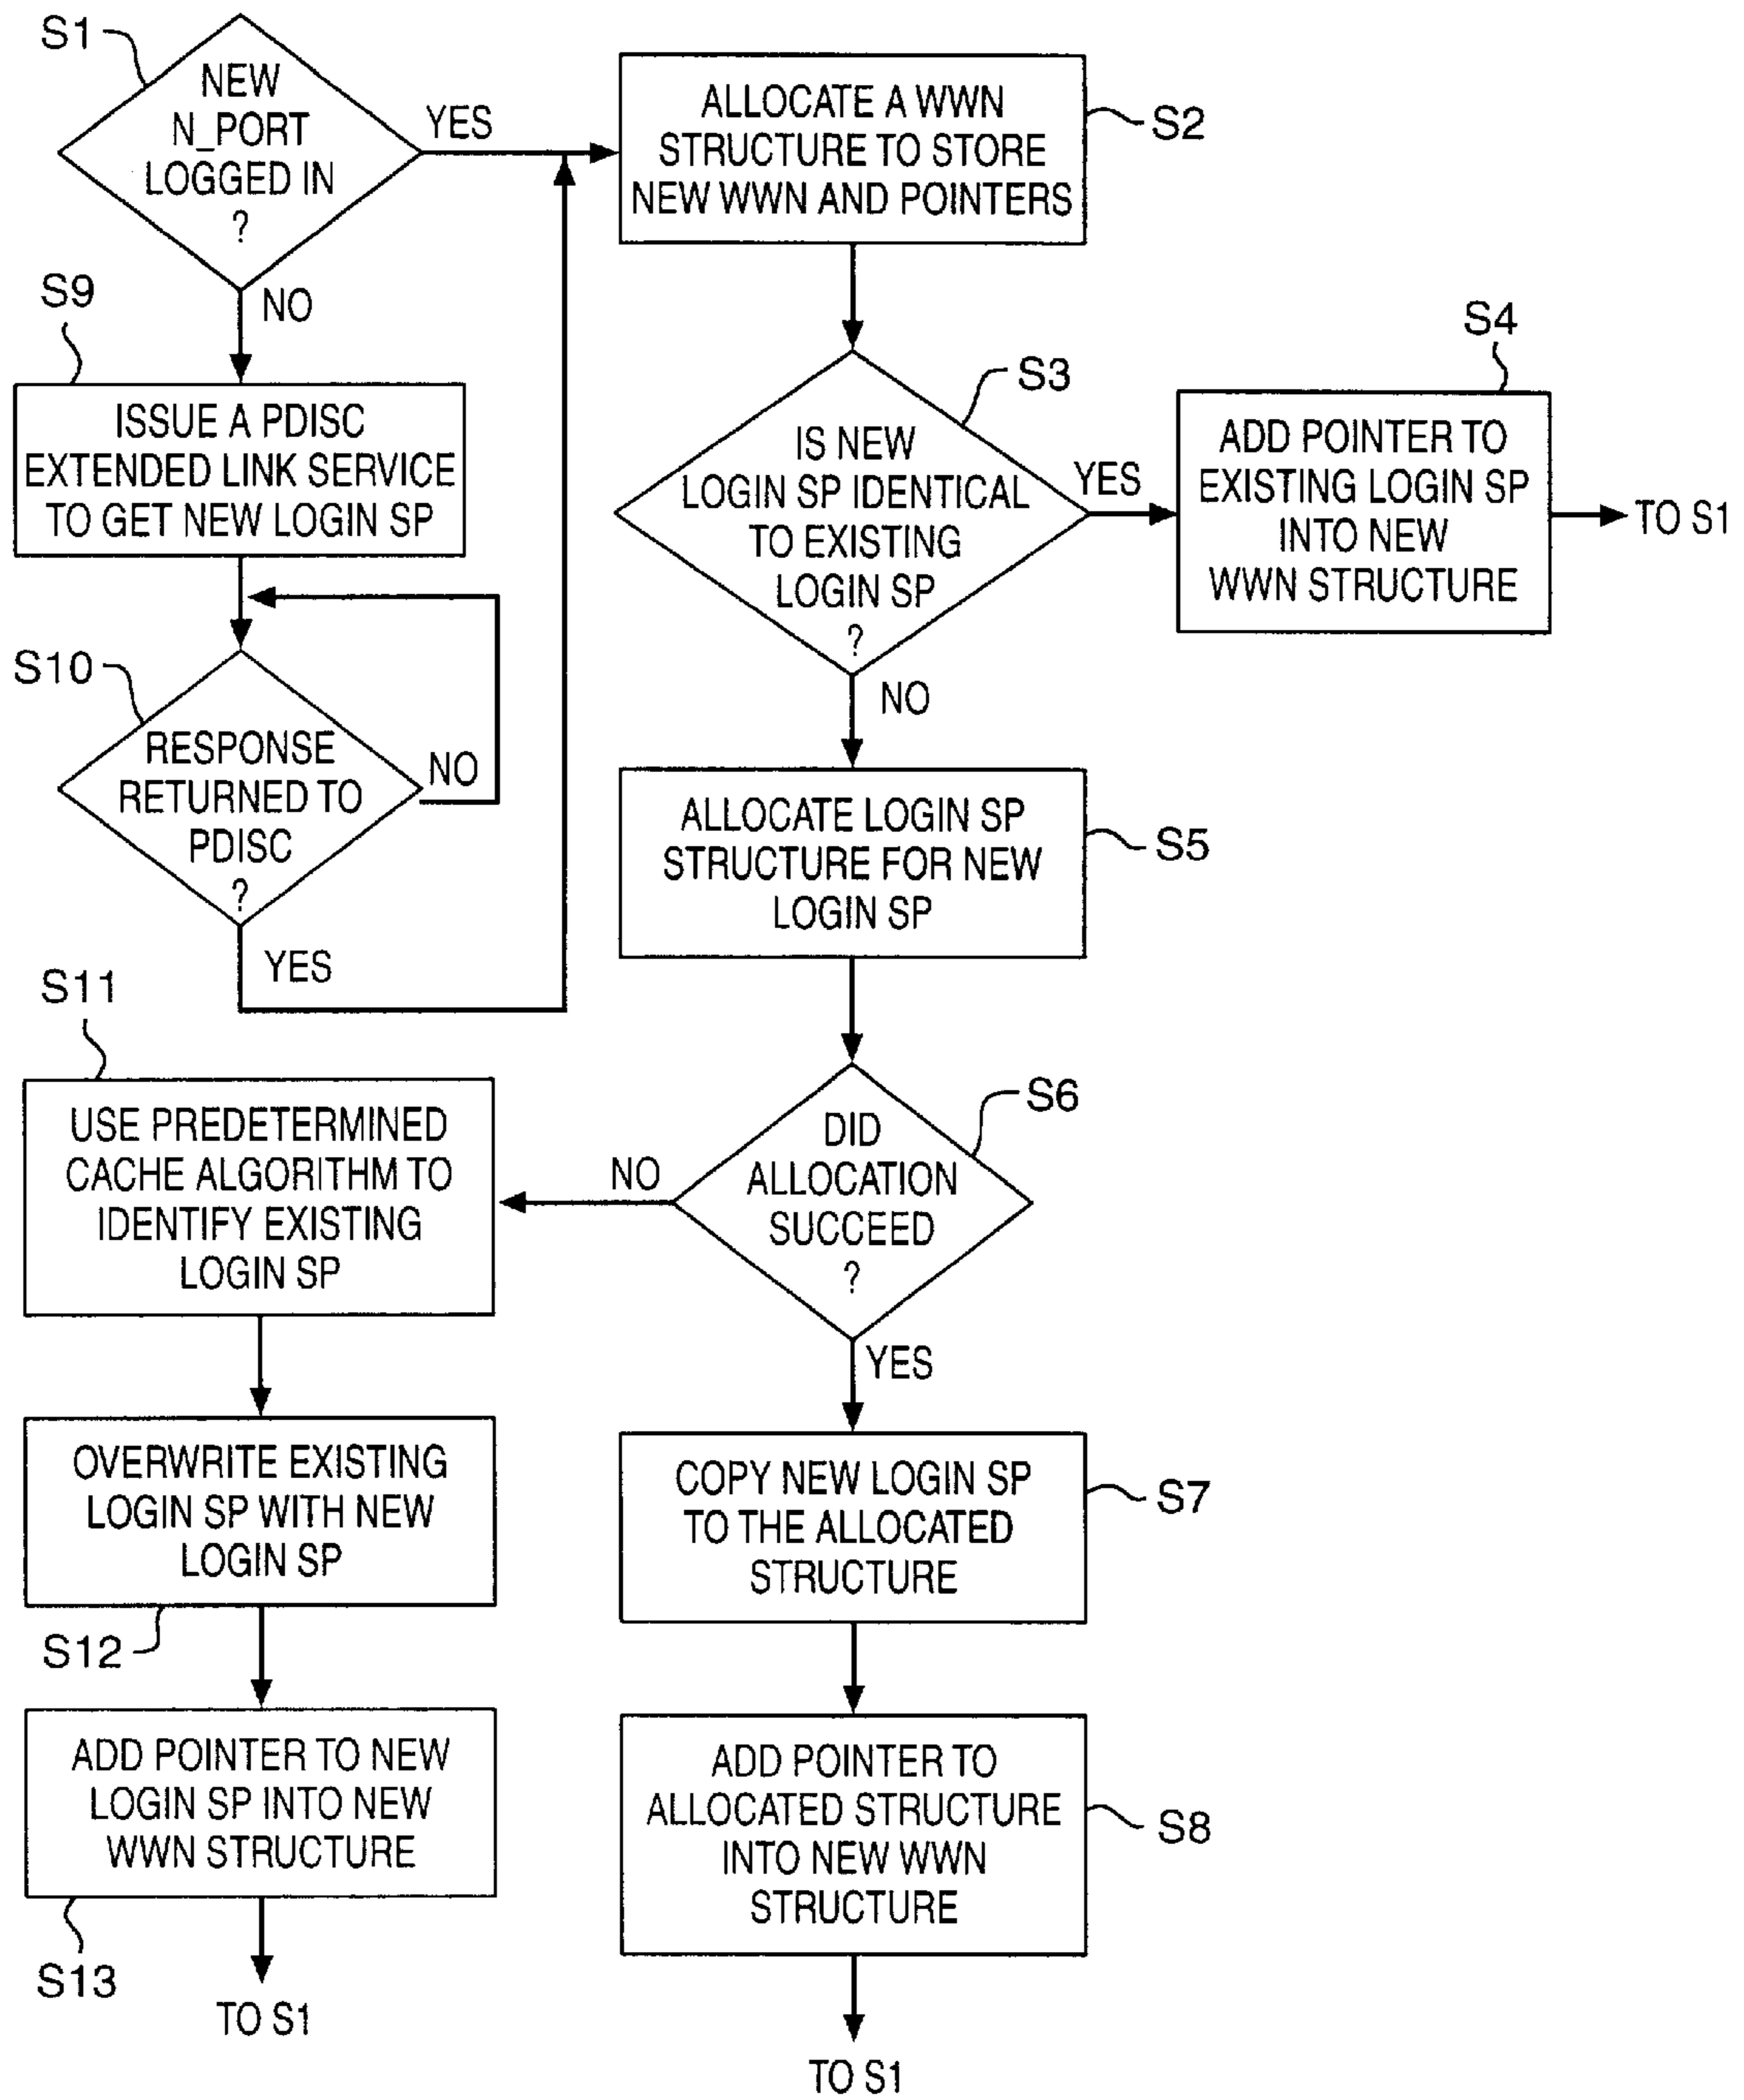 S1
NEW
N_PORT
LOGGED IN
?
YES
NO
ALLOCATE A WWN
STRUCTURE TO STORE
NEW WWN AND POINTERS
S2
S9
ISSUE A PDISC
EXTENDED LINK SERVICE
TO GET NEW LOGIN SP
S3
IS NEW
LOGIN SP IDENTICAL
TO EXISTING
LOGIN SP
?
YES
NO
S4
ADD POINTER TO
EXISTING LOGIN SP
INTO NEW
WWN STRUCTURE
TO S1
S10
RESPONSE
RETURNED TO
PDISC
?
NO
YES
ALLOCATE LOGIN SP
STRUCTURE FOR NEW
LOGIN SP
S5
S6
DID
ALLOCATION
SUCCEED
?
NO
YES
S11
USE PREDETERMINED
CACHE ALGORITHM TO
IDENTIFY EXISTING
LOGIN SP
OVERWRITE EXISTING
LOGIN SP WITH NEW
LOGIN SP
S12
COPY NEW LOGIN SP
TO THE ALLOCATED
STRUCTURE
S7
ADD POINTER TO NEW
LOGIN SP INTO NEW
WWN STRUCTURE
S13
TO S1
ADD POINTER TO
ALLOCATED STRUCTURE
INTO NEW WWN
STRUCTURE
S8
TO S1